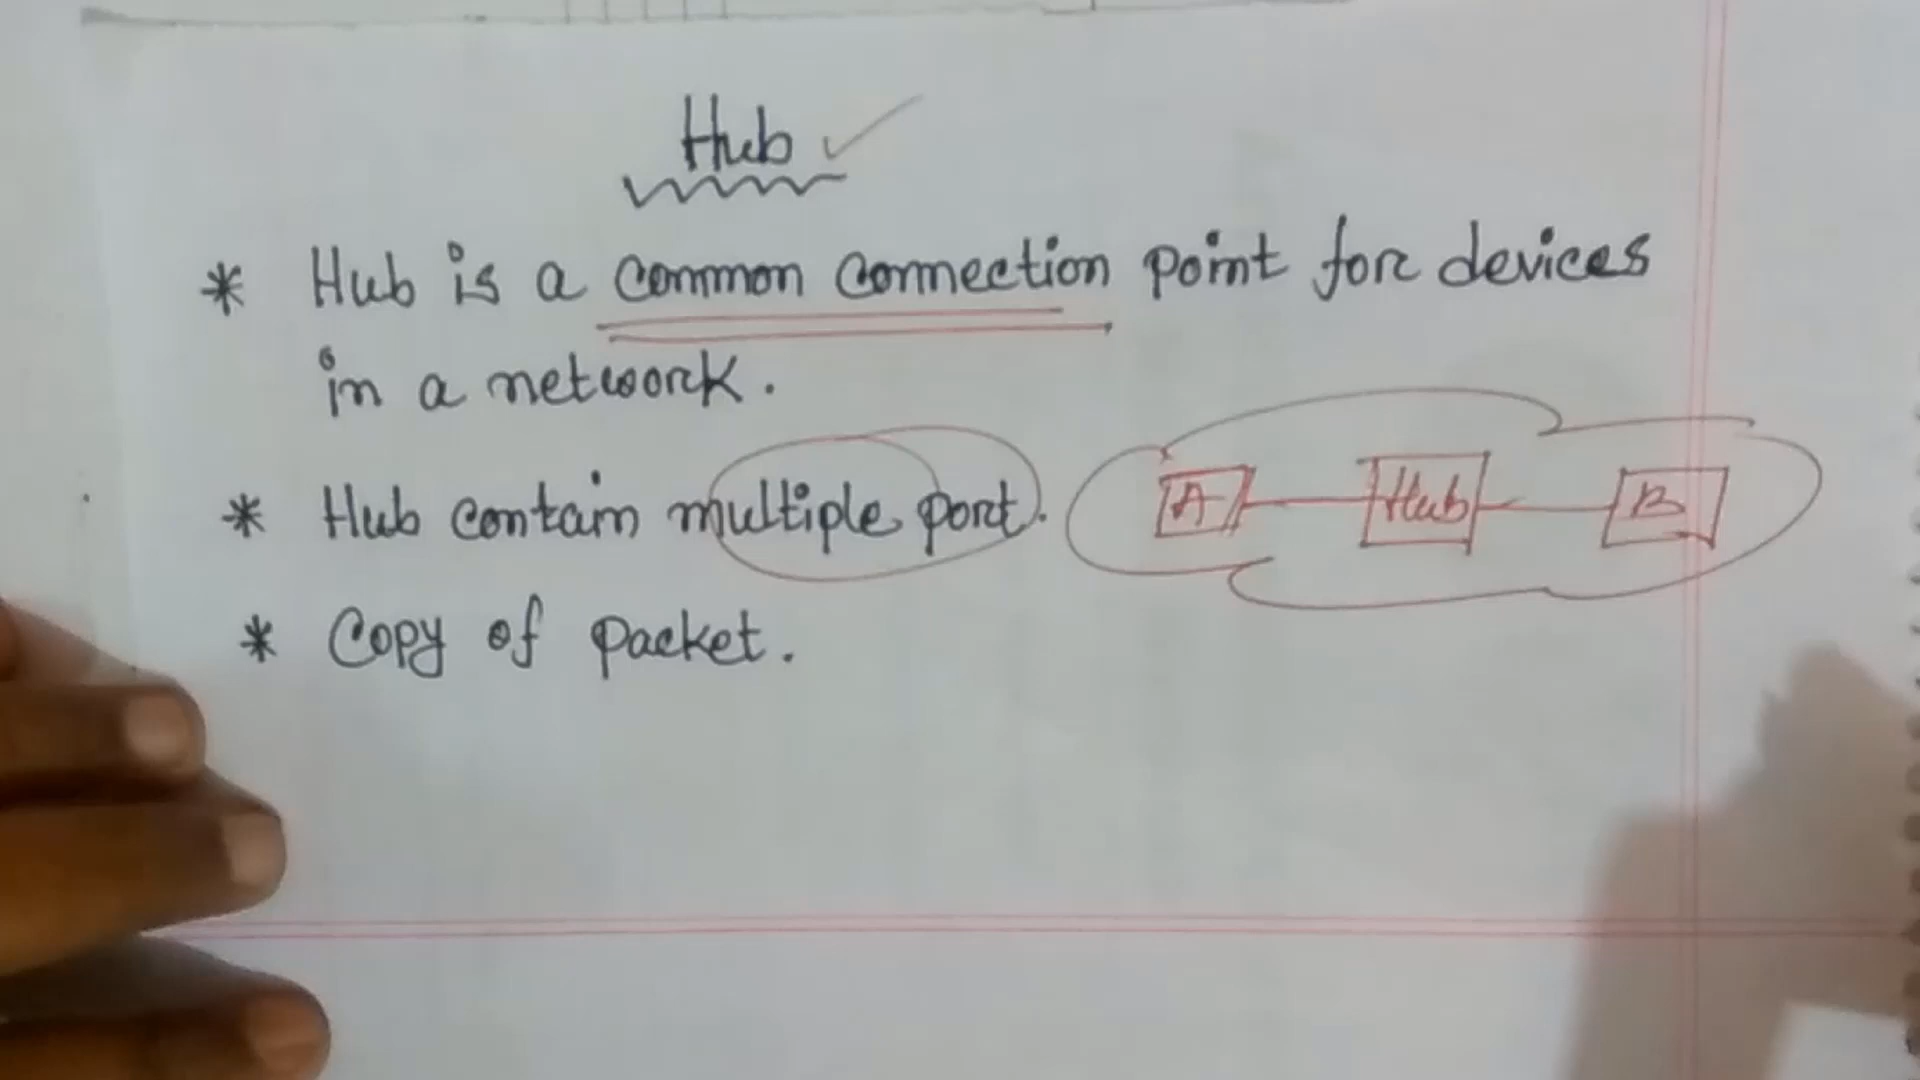 Hub
* Hub is a common connection point for devices
in a network.
* Hub contain multiple port.
A Hub B
* Copy of packet.